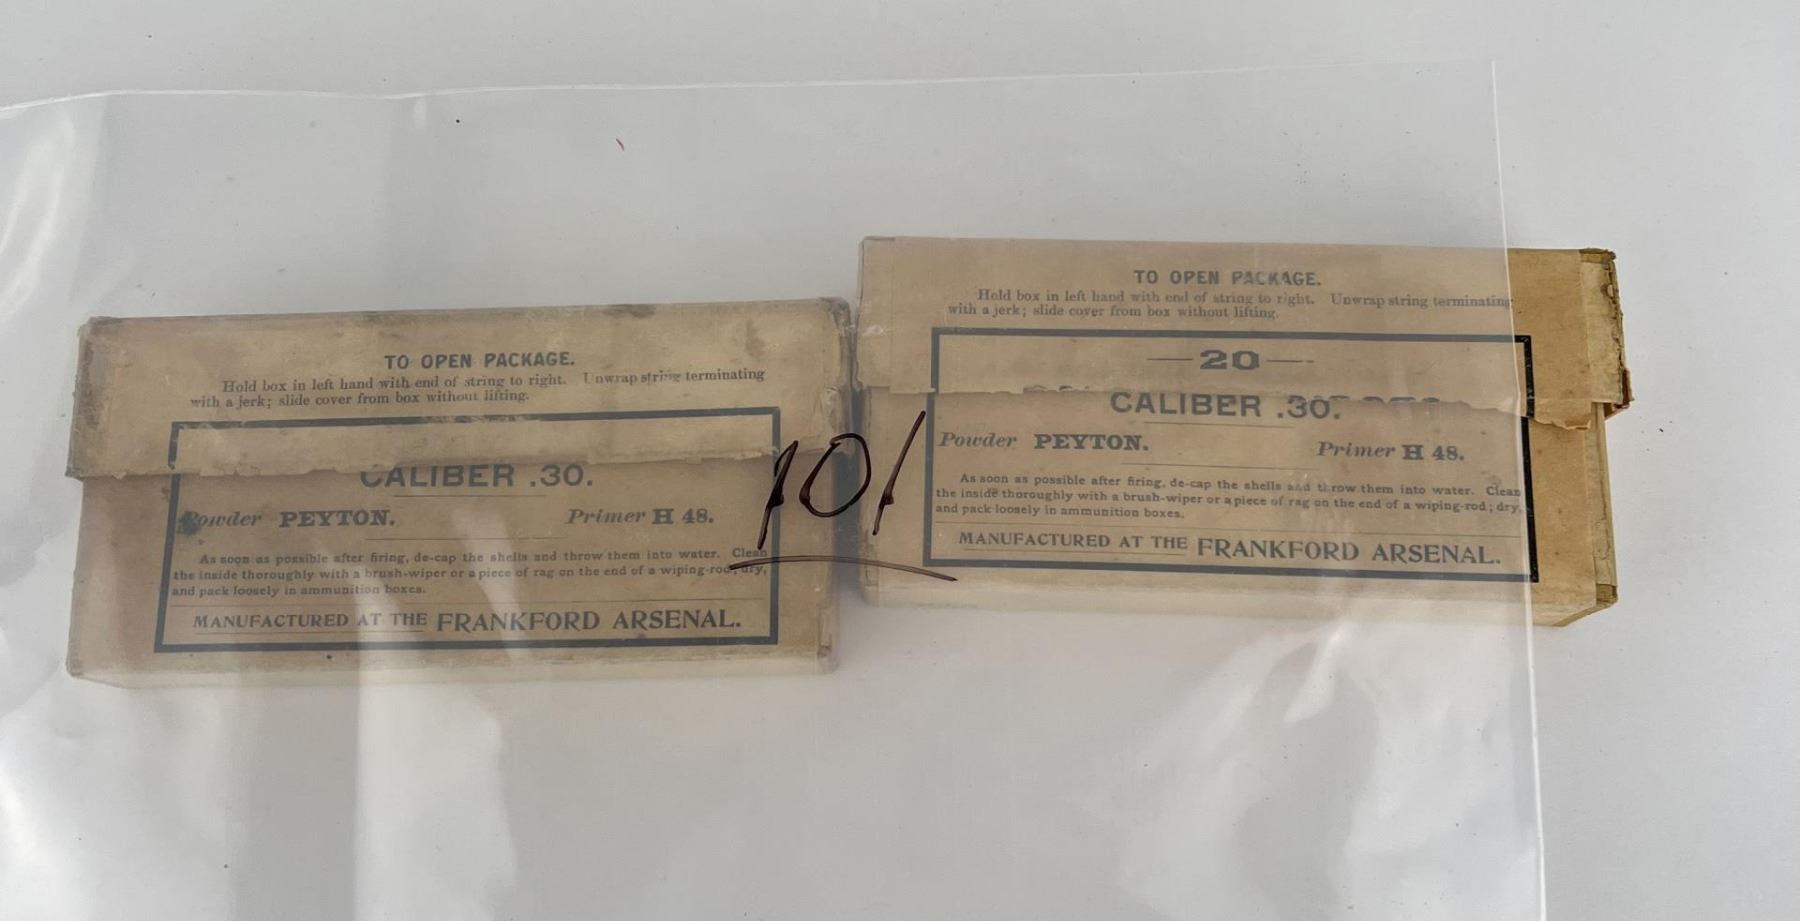 TO OPEN PACKAGE.
Hold box in left hand with end of string to right. Unwrap string terminating
with a jerk; slide cover from box without lifting.
CALIBER .30.
Powder PEYTON. Primer H 48.
As soon as possible after firing, de-cap the shells and throw them into water. Clean
the inside thoroughly with a brush-wiper or a piece of rag on the end of a wiping-rod; dry,
and pack loosely in ammunition boxes.
MANUFACTURED AT THE FRANKFORD ARSENAL.
101
TO OPEN PACKAGE.
Hold box in left hand with end of string to right. Unwrap string terminating
with a jerk; slide cover from box without lifting.
—20—
CALIBER .30.
Powder PEYTON. Primer H 48.
As soon as possible after firing, de-cap the shells and throw them into water. Clean
the inside thoroughly with a brush-wiper or a piece of rag on the end of a wiping-rod; dry,
and pack loosely in ammunition boxes.
MANUFACTURED AT THE FRANKFORD ARSENAL.